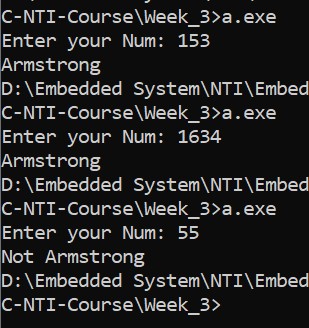 C-NTI-Course\Week_3>a.exe
Enter your Num: 153
Armstrong
D:\Embedded System\NTI\Embed
C-NTI-Course\Week_3>a.exe
Enter your Num: 1634
Armstrong
D:\Embedded System\NTI\Embed
C-NTI-Course\Week_3>a.exe
Enter your Num: 55
Not Armstrong
D:\Embedded System\NTI\Embed
C-NTI-Course\Week_3>